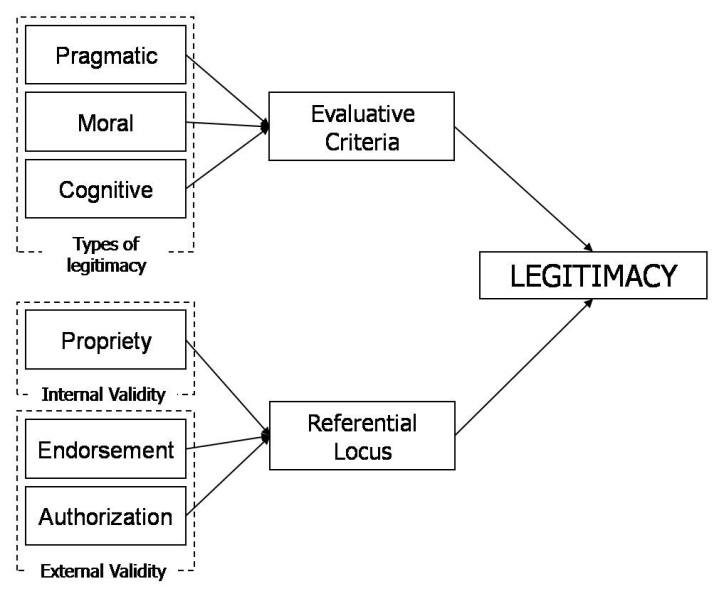 Pragmatic
Moral
Cognitive
Types of
legitimacy
Evaluative
Criteria
LEGITIMACY
Propriety
Internal Validity
Endorsement
Authorization
External Validity
Referential
Locus